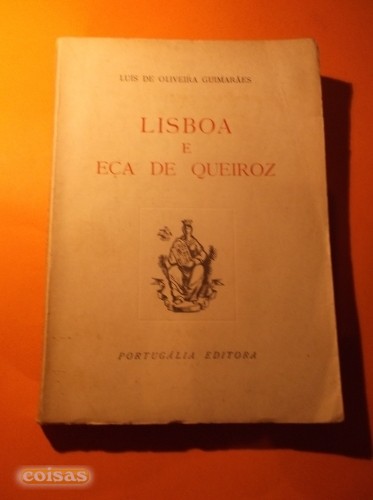 LUIS DE OLIVEIRA GUIMARÃES
LISBOA
E
EÇA DE QUEIROZ
PORTUGÁLIA EDITORA
coisas